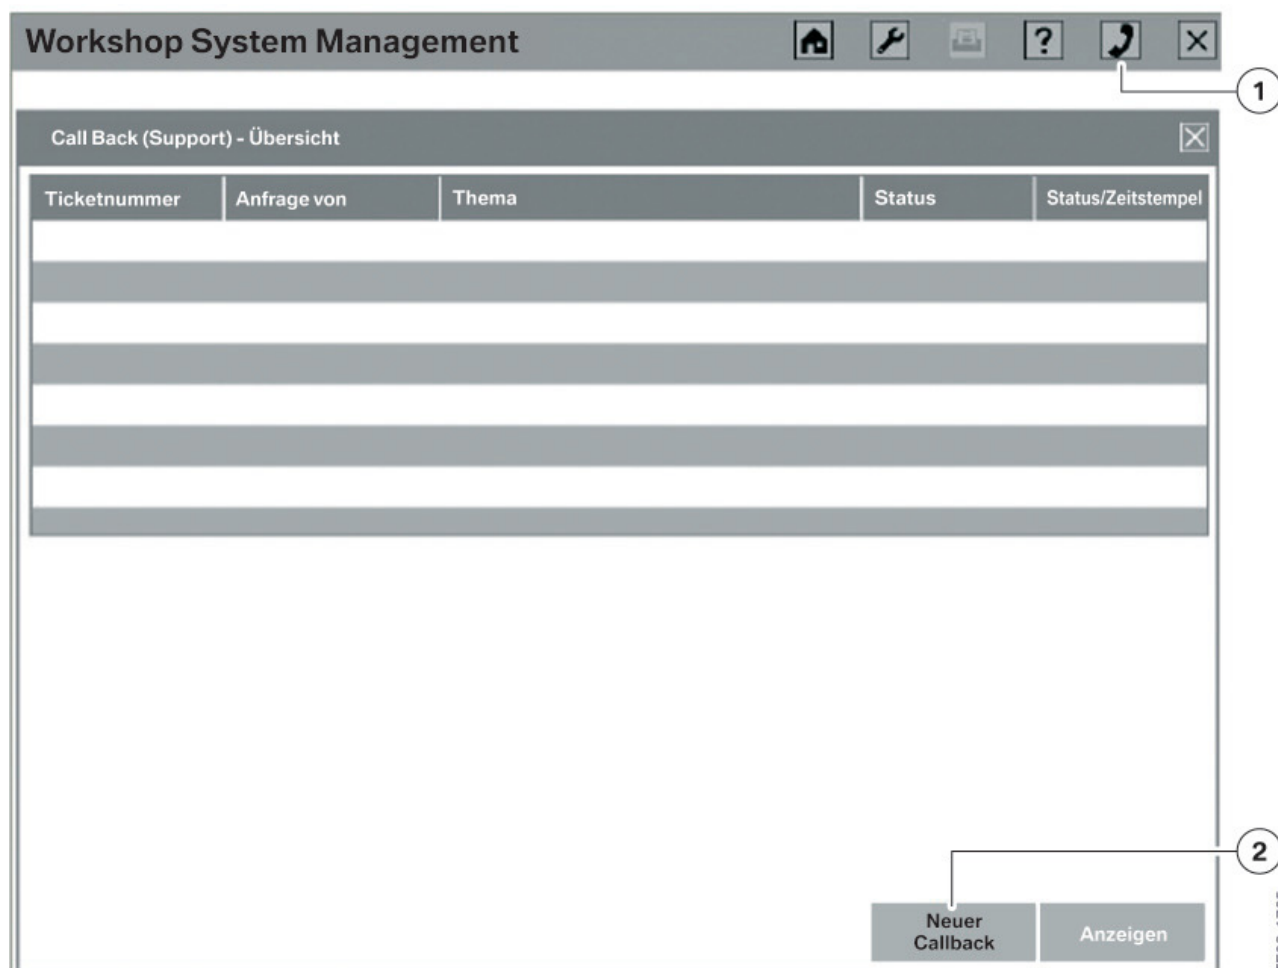 Workshop System Management
?
1
Call Back (Support) - Übersicht
Ticketnummer Anfrage von Thema Status Status/Zeitstempel
2
Neuer
Callback
Anzeigen